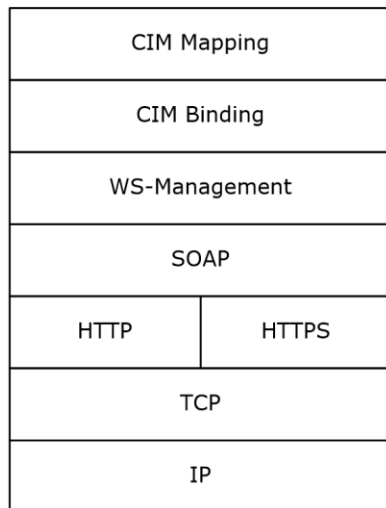 CIM Mapping
CIM Binding
WS-Management
SOAP
HTTP HTTPS
TCP
IP